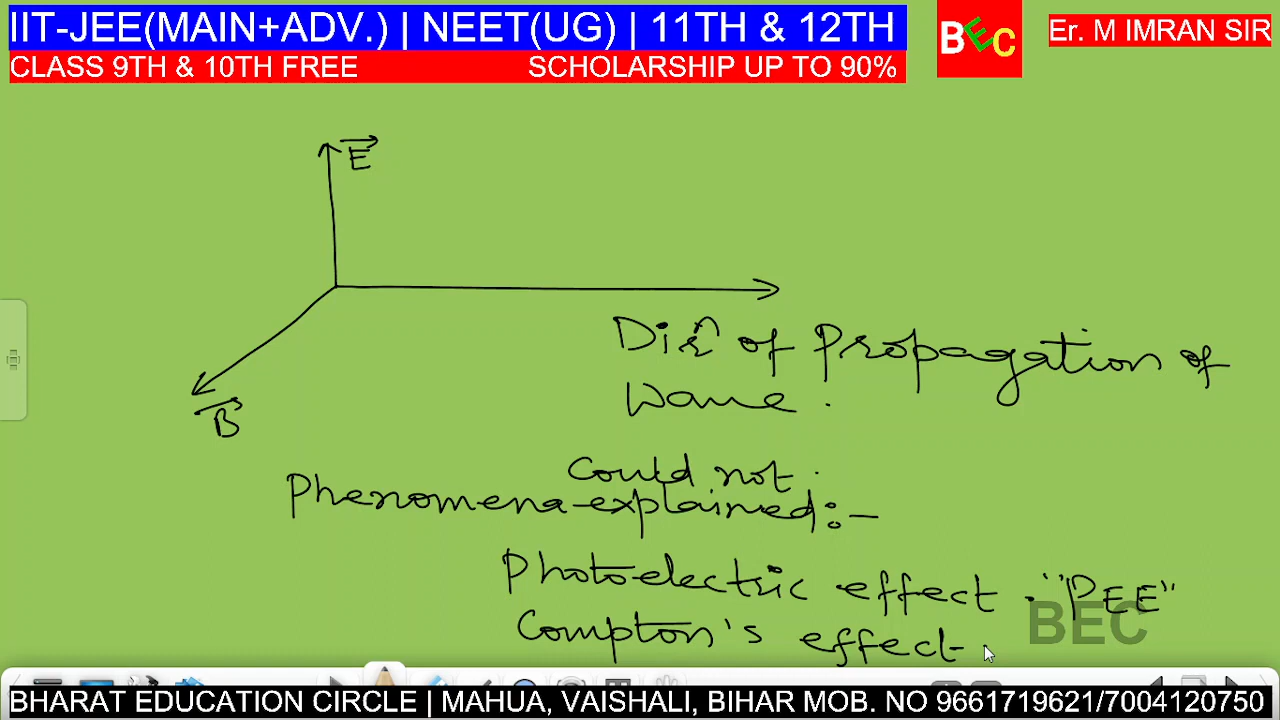 IIT-JEE(MAIN+ADV.) | NEET(UG) | 11TH & 12TH
BEC
Er. M IMRAN SIR
CLASS 9TH & 10TH FREE SCHOLARSHIP UP TO 90%
E
Dirⁿ of Propagation of
Wave.
B
Could not
Phenomena explained:-
Photoelectric effect. "PEE"
Compton's effect
BEC
BHARAT EDUCATION CIRCLE | MAHUA, VAISHALI, BIHAR MOB. NO 9661719621/7004120750